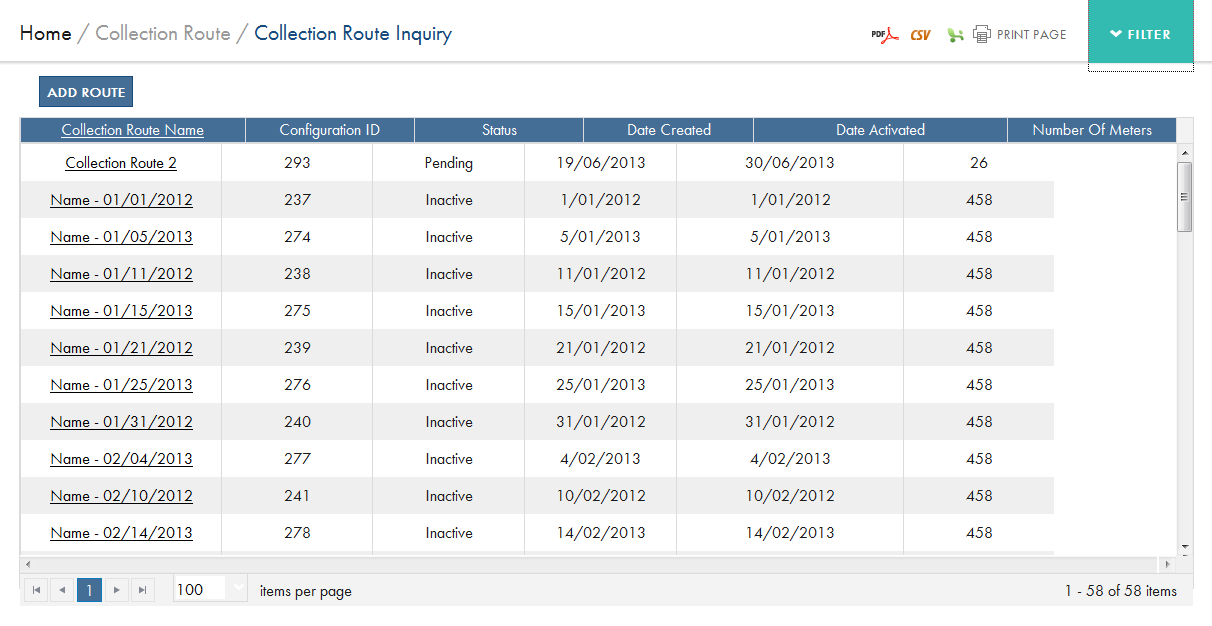 Home / Collection Route / Collection Route Inquiry PDF CSV PRINT PAGE FILTER
ADD ROUTE
Collection Route Name Configuration ID Status Date Created Date Activated Number Of Meters
Collection Route 2 293 Pending 19/06/2013 30/06/2013 26
Name - 01/01/2012 237 Inactive 1/01/2012 1/01/2012 458
Name - 01/05/2013 274 Inactive 5/01/2013 5/01/2013 458
Name - 01/11/2012 238 Inactive 11/01/2012 11/01/2012 458
Name - 01/15/2013 275 Inactive 15/01/2013 15/01/2013 458
Name - 01/21/2012 239 Inactive 21/01/2012 21/01/2012 458
Name - 01/25/2013 276 Inactive 25/01/2013 25/01/2013 458
Name - 01/31/2012 240 Inactive 31/01/2012 31/01/2012 458
Name - 02/04/2013 277 Inactive 4/02/2013 4/02/2013 458
Name - 02/10/2012 241 Inactive 10/02/2012 10/02/2012 458
Name - 02/14/2013 278 Inactive 14/02/2013 14/02/2013 458
1 100 items per page 1 - 58 of 58 items